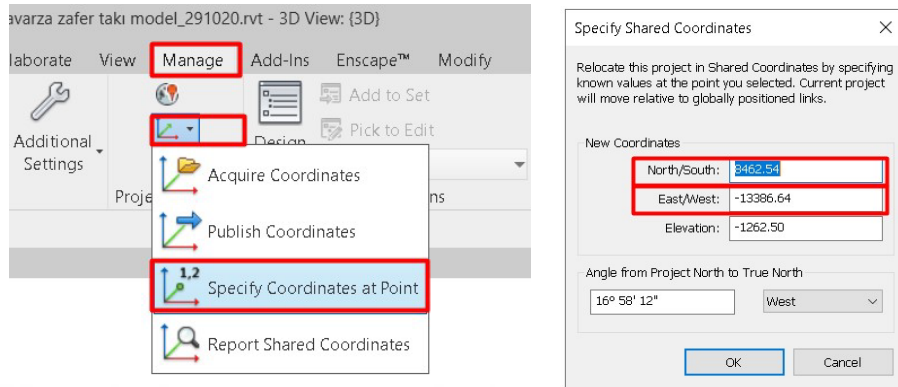 avarza zafer takı model_291020.rvt - 3D View: {3D}
laborate View Manage Add-Ins Enscape™ Modify
Additional
Settings
Add to Set
Pick to Edit
Design
Proje
ns
Acquire Coordinates
Publish Coordinates
1,2
Specify Coordinates at Point
Report Shared Coordinates
Specify Shared Coordinates
Relocate this project in Shared Coordinates by specifying
known values at the point you selected. Current project
will move relative to globally positioned links.
New Coordinates
North/South: 8462.54
East/West: -13386.64
Elevation: -1262.50
Angle from Project North to True North
16° 58' 12" West
OK Cancel